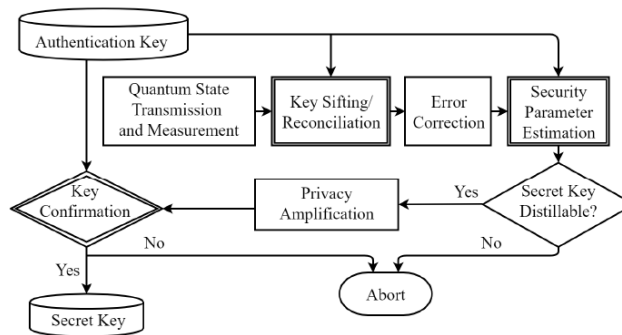 Authentication Key
Quantum State
Transmission
and Measurement
Key Sifting/
Reconciliation
Error
Correction
Security
Parameter
Estimation
Key
Confirmation
Privacy
Amplification
Yes
Secret Key
Distillable?
No
No
Yes
Abort
Secret Key